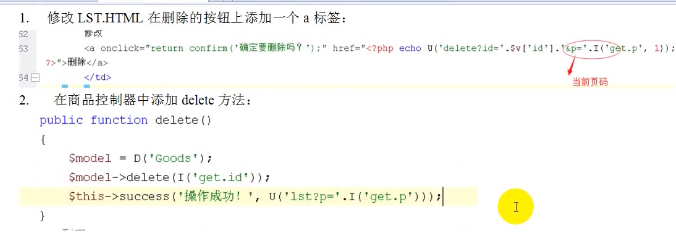 1. 修改 LST.HTML 在删除的按钮上添加一个 a 标签：
52 修改
53 <a onclick="return confirm('确定要删除吗？');" href="<?php echo U('delete?id='.$v['id'].'&p='.I('get.p', 1));
?>">删除</a>
54 </td>
当前页码
2. 在商品控制器中添加 delete 方法：
public function delete()
{
$model = D('Goods');
$model->delete(I('get.id'));
$this->success('操作成功！', U('lst?p='.I('get.p')));
}